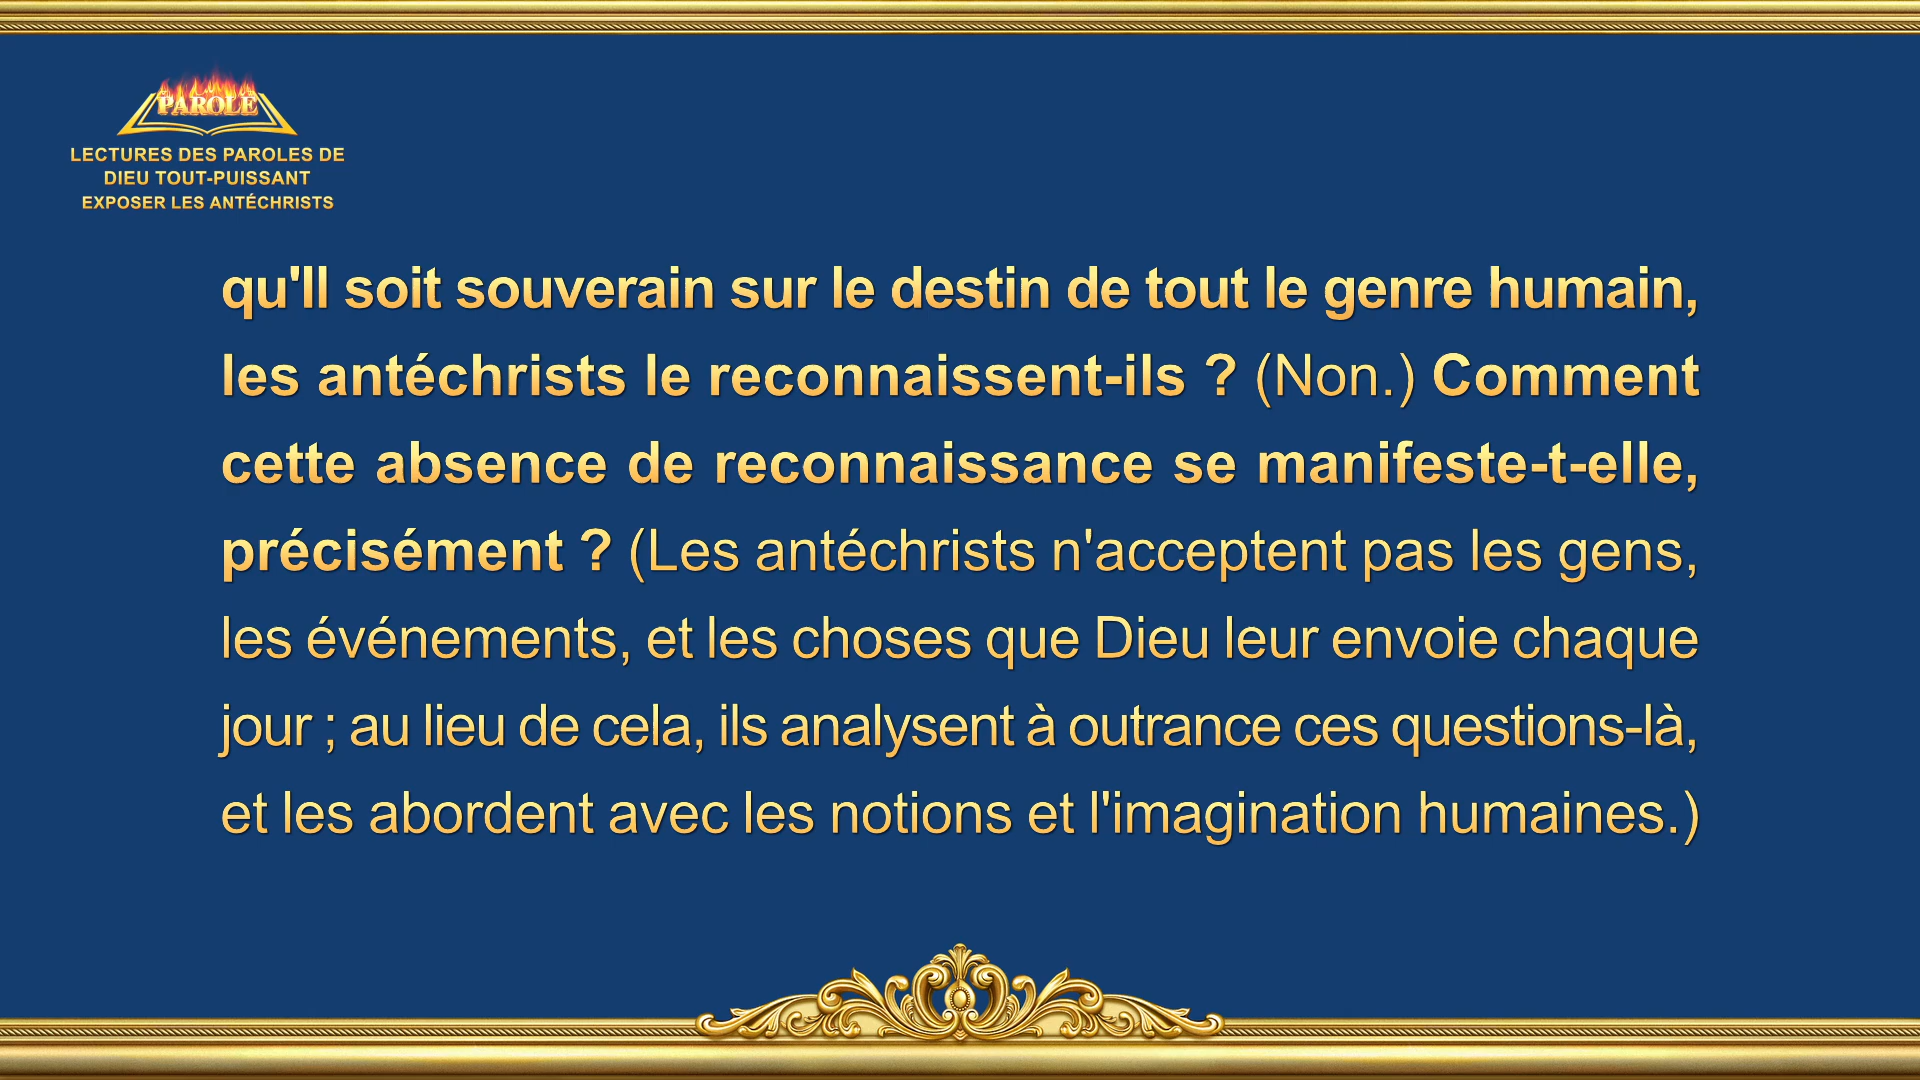 PAROLE
LECTURES DES PAROLES DE
DIEU TOUT-PUISSANT
EXPOSER LES ANTÉCHRISTS
qu'Il soit souverain sur le destin de tout le genre humain,
les antéchrists le reconnaissent-ils ? (Non.) Comment
cette absence de reconnaissance se manifeste-t-elle,
précisément ? (Les antéchrists n'acceptent pas les gens,
les événements, et les choses que Dieu leur envoie chaque
jour ; au lieu de cela, ils analysent à outrance ces questions-là,
et les abordent avec les notions et l'imagination humaines.)